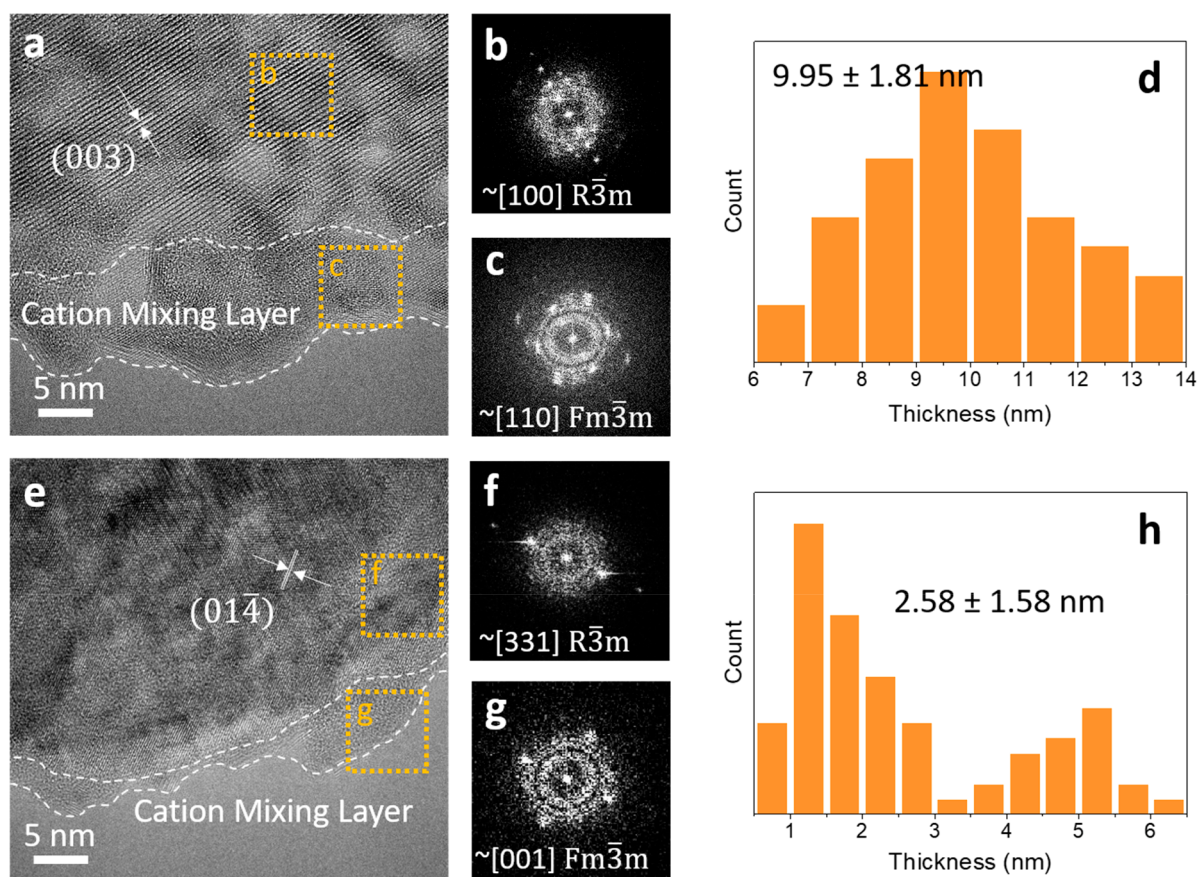 a
b
(003)
c
Cation Mixing Layer
5 nm
b
~[100] R3̅m
c
~[110] Fm3̅m
d
9.95 ± 1.81 nm
Count
6 7 8 9 10 11 12 13 14
Thickness (nm)
e
f
(014̅)
g
Cation Mixing Layer
5 nm
f
~[331] R3̅m
g
~[001] Fm3̅m
h
2.58 ± 1.58 nm
Count
1 2 3 4 5 6
Thickness (nm)